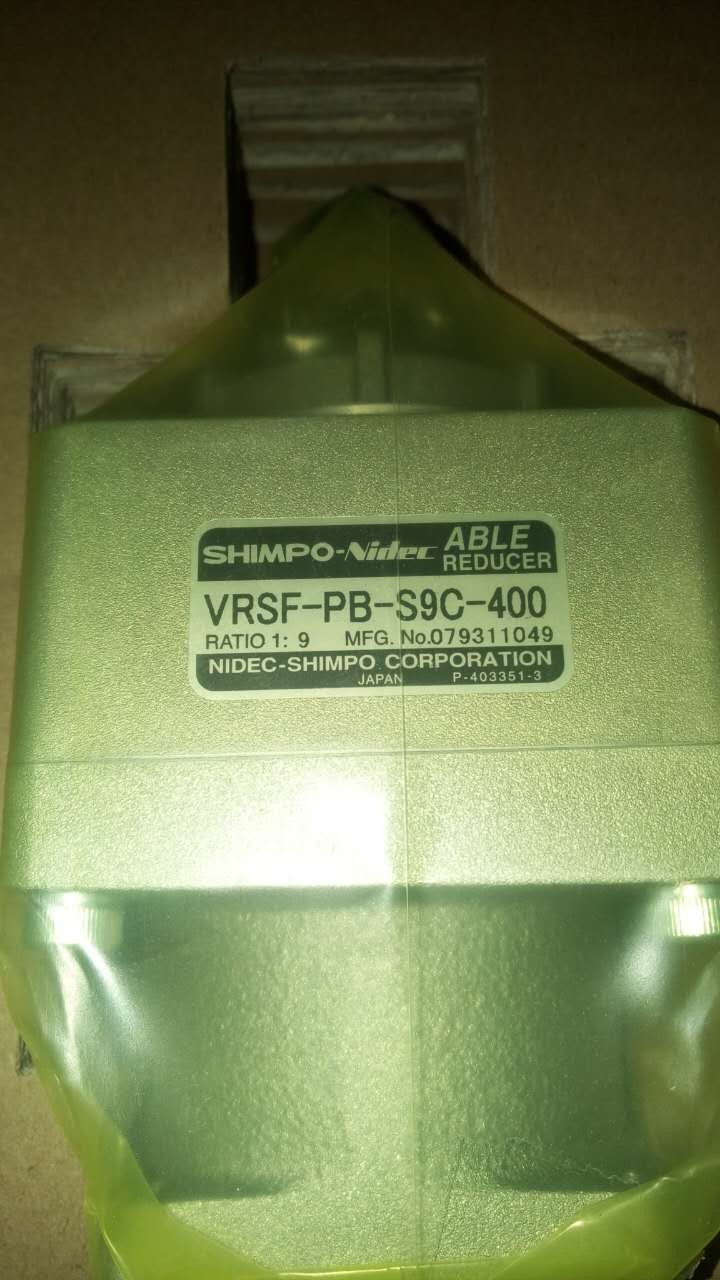 SHIMPO-Nidec ABLE REDUCER
VRSF-PB-S9C-400
RATIO 1: 9 MFG. No.079311049
NIDEC-SHIMPO CORPORATION
JAPAN P-403351-3